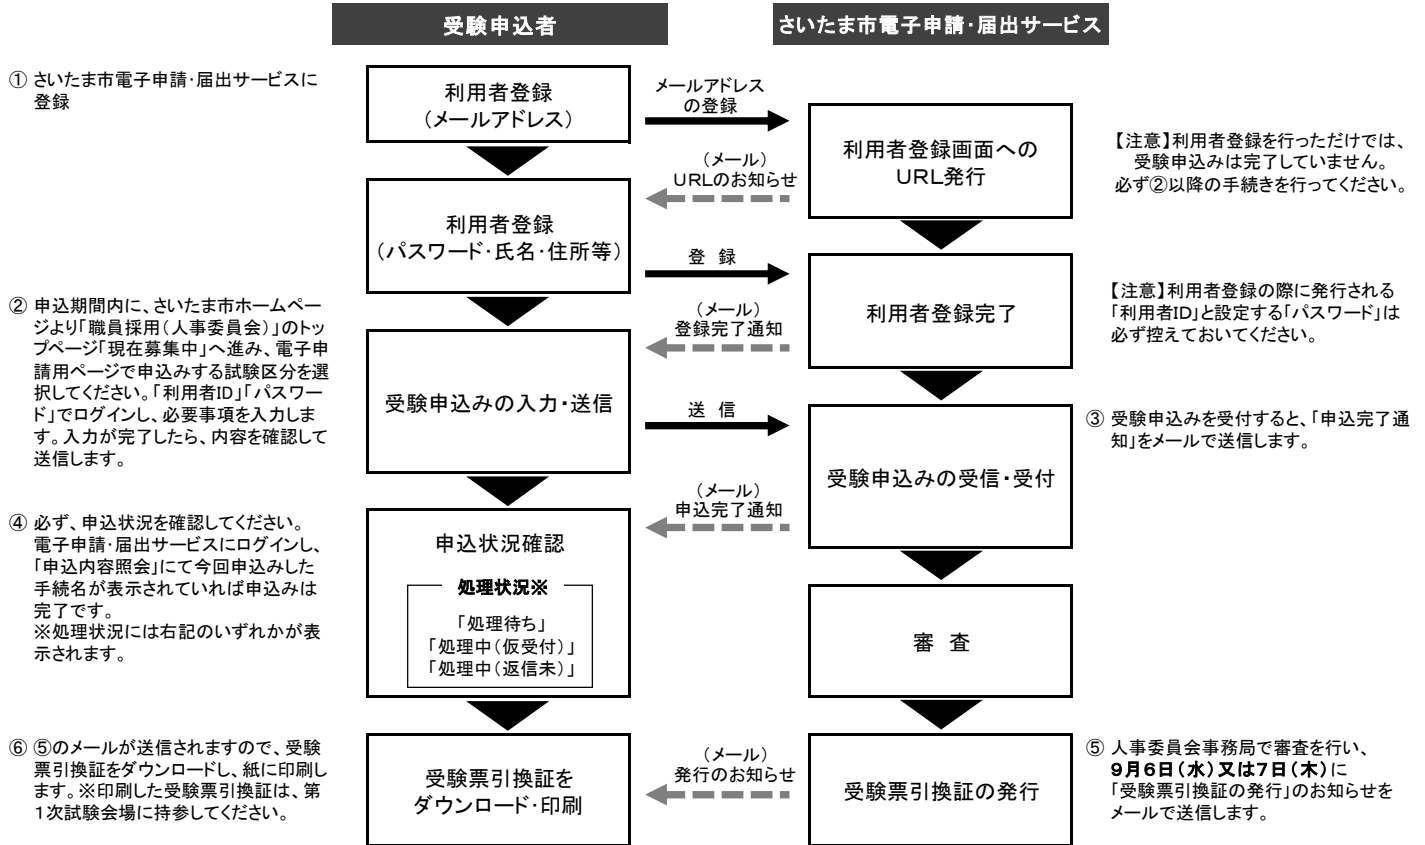 受験申込者
さいたま市電子申請・届出サービス
① さいたま市電子申請・届出サービスに
登録
利用者登録
（メールアドレス）
メールアドレス
の登録
利用者登録画面への
ＵＲＬ発行
【注意】利用者登録を行っただけでは、
受験申込みは完了していません。
必ず②以降の手続きを行ってください。
（メール）
ＵＲＬのお知らせ
利用者登録
（パスワード・氏名・住所等）
登 録
利用者登録完了
【注意】利用者登録の際に発行される
「利用者ID」と設定する「パスワード」は
必ず控えておいてください。
（メール）
登録完了通知
② 申込期間内に、さいたま市ホームペー
ジより「職員採用（人事委員会）」のトッ
プページ「現在募集中」へ進み、電子申
請用ページで申込みする試験区分を選
択してください。「利用者ID」「パスワー
ド」でログインし、必要事項を入力しま
す。入力が完了したら、内容を確認して
送信します。
受験申込みの入力・送信
送 信
受験申込みの受信・受付
③ 受験申込みを受付すると、「申込完了通
知」をメールで送信します。
（メール）
申込完了通知
④ 必ず、申込状況を確認してください。
電子申請・届出サービスにログインし、
「申込内容照会」にて今回申込みした
手続名が表示されていれば申込みは
完了です。
※処理状況には右記のいずれかが表
示されます。
申込状況確認
処理状況※
「処理待ち」
「処理中（仮受付）」
「処理中（返信未）」
審 査
⑥ ⑤のメールが送信されますので、受験
票引換証をダウンロードし、紙に印刷し
ます。※印刷した受験票引換証は、第
１次試験会場に持参してください。
受験票引換証を
ダウンロード・印刷
（メール）
発行のお知らせ
受験票引換証の発行
⑤ 人事委員会事務局で審査を行い、
９月６日（水）又は７日（木）に
「受験票引換証の発行」のお知らせを
メールで送信します。